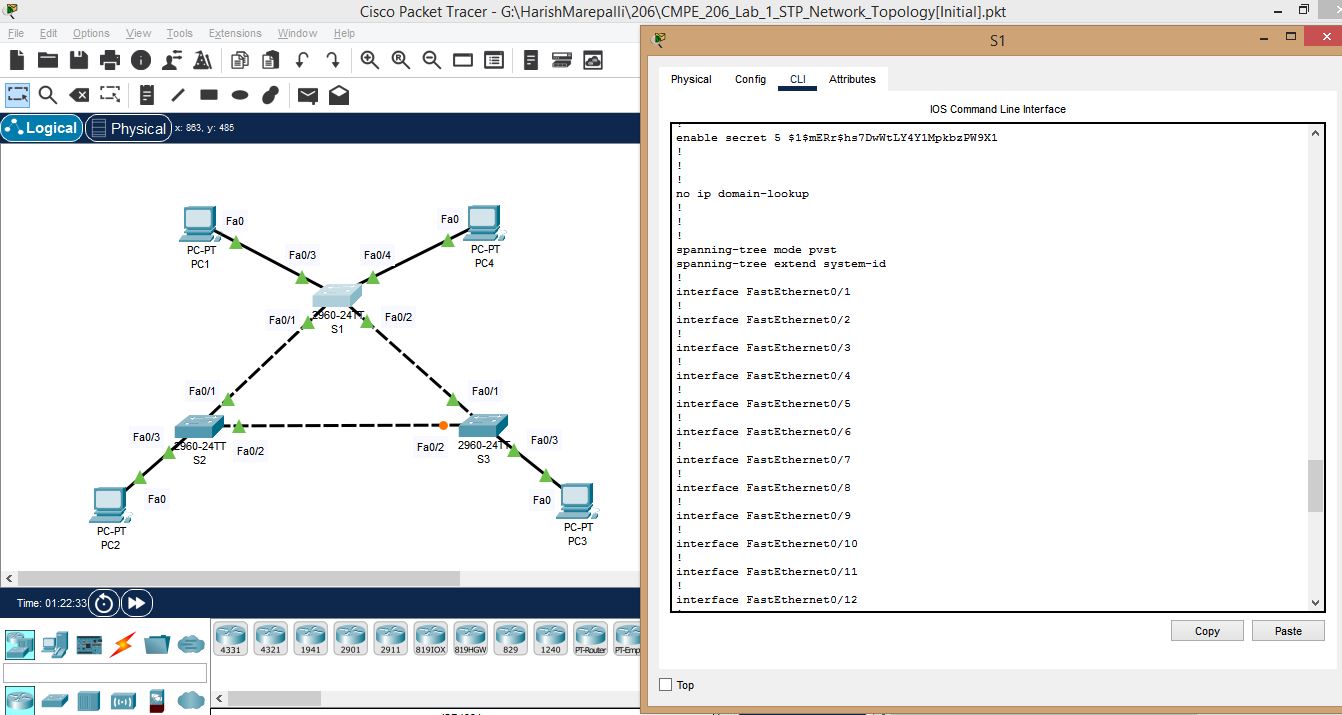 Cisco Packet Tracer - G:\HarishMarepalli\206\CMPE_206_Lab_1_STP_Network_Topology[Initial].pkt
File Edit Options View Tools Extensions Window Help
Logical Physical x: 863, y: 485
Fa0
PC-PT
PC1
Fa0
PC-PT
PC4
Fa0/3
Fa0/4
2960-24TT
S1
Fa0/1
Fa0/2
Fa0/1
Fa0/1
Fa0/3
2960-24TT
S2
Fa0/2
Fa0/2
2960-24TT
S3
Fa0/3
Fa0
PC-PT
PC2
Fa0
PC-PT
PC3
Time: 01:22:33
4331 4321 1941 2901 2911 819IOX 819HGW 829 1240 PT-Router PT-Emp
S1
Physical Config CLI Attributes
IOS Command Line Interface
!
enable secret 5 $1$mERr$hs7DwWtLY4Y1MpkbzPW9X1
!
!
!
no ip domain-lookup
!
!
!
spanning-tree mode pvst
spanning-tree extend system-id
!
interface FastEthernet0/1
!
interface FastEthernet0/2
!
interface FastEthernet0/3
!
interface FastEthernet0/4
!
interface FastEthernet0/5
!
interface FastEthernet0/6
!
interface FastEthernet0/7
!
interface FastEthernet0/8
!
interface FastEthernet0/9
!
interface FastEthernet0/10
!
interface FastEthernet0/11
!
interface FastEthernet0/12
Copy Paste
Top